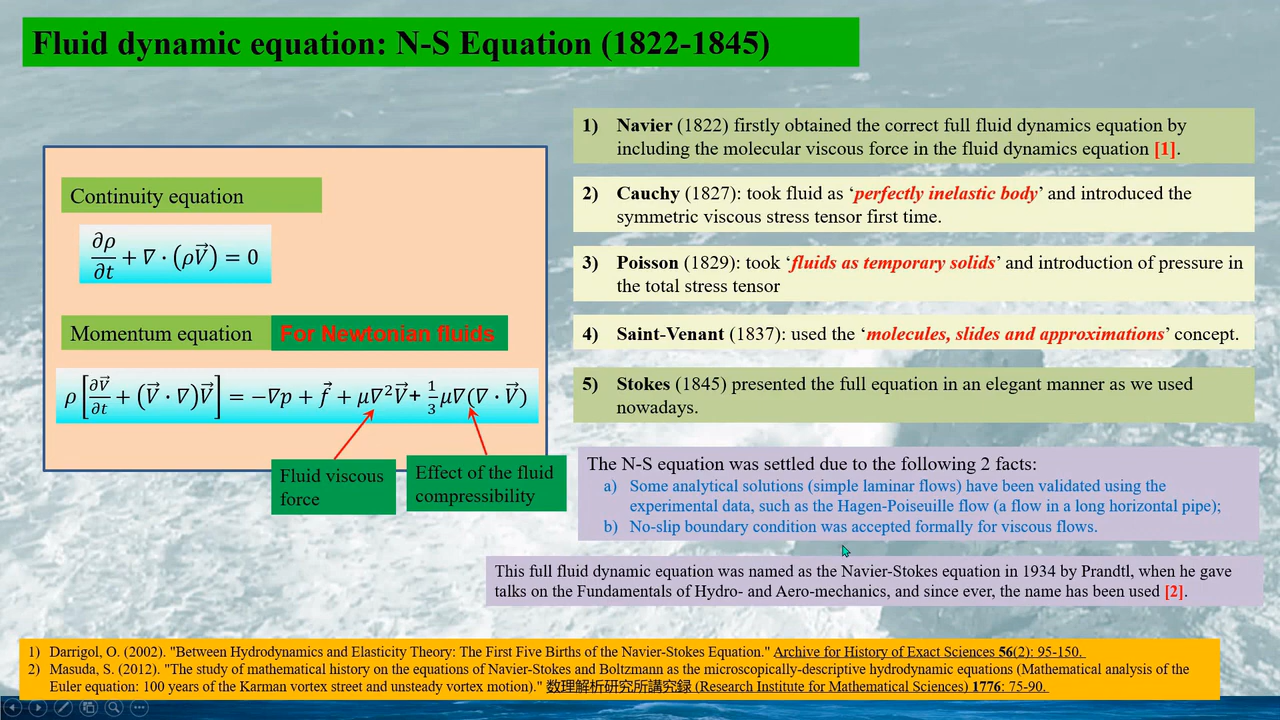 Fluid dynamic equation: N-S Equation (1822-1845)
Continuity equation
∂ρ/∂t + ∇ · (ρV⃗) = 0
Momentum equation For Newtonian fluids
ρ[∂V⃗/∂t + (V⃗ · ∇)V⃗] = −∇p + f⃗ + μ∇²V⃗ + 1/3 μ∇(∇ · V⃗)
Fluid viscous
force
Effect of the fluid
compressibility
1) Navier (1822) firstly obtained the correct full fluid dynamics equation by
including the molecular viscous force in the fluid dynamics equation [1].
2) Cauchy (1827): took fluid as ‘perfectly inelastic body’ and introduced the
symmetric viscous stress tensor first time.
3) Poisson (1829): took ‘fluids as temporary solids’ and introduction of pressure in
the total stress tensor
4) Saint-Venant (1837): used the ‘molecules, slides and approximations’ concept.
5) Stokes (1845) presented the full equation in an elegant manner as we used
nowadays.
The N-S equation was settled due to the following 2 facts:
a) Some analytical solutions (simple laminar flows) have been validated using the
experimental data, such as the Hagen-Poiseuille flow (a flow in a long horizontal pipe);
b) No-slip boundary condition was accepted formally for viscous flows.
This full fluid dynamic equation was named as the Navier-Stokes equation in 1934 by Prandtl, when he gave
talks on the Fundamentals of Hydro- and Aero-mechanics, and since ever, the name has been used [2].
1) Darrigol, O. (2002). "Between Hydrodynamics and Elasticity Theory: The First Five Births of the Navier-Stokes Equation." Archive for History of Exact Sciences 56(2): 95-150.
2) Masuda, S. (2012). "The study of mathematical history on the equations of Navier-Stokes and Boltzmann as the microscopically-descriptive hydrodynamic equations (Mathematical analysis of the
Euler equation: 100 years of the Karman vortex street and unsteady vortex motion)." 数理解析研究所講究録 (Research Institute for Mathematical Sciences) 1776: 75-90.